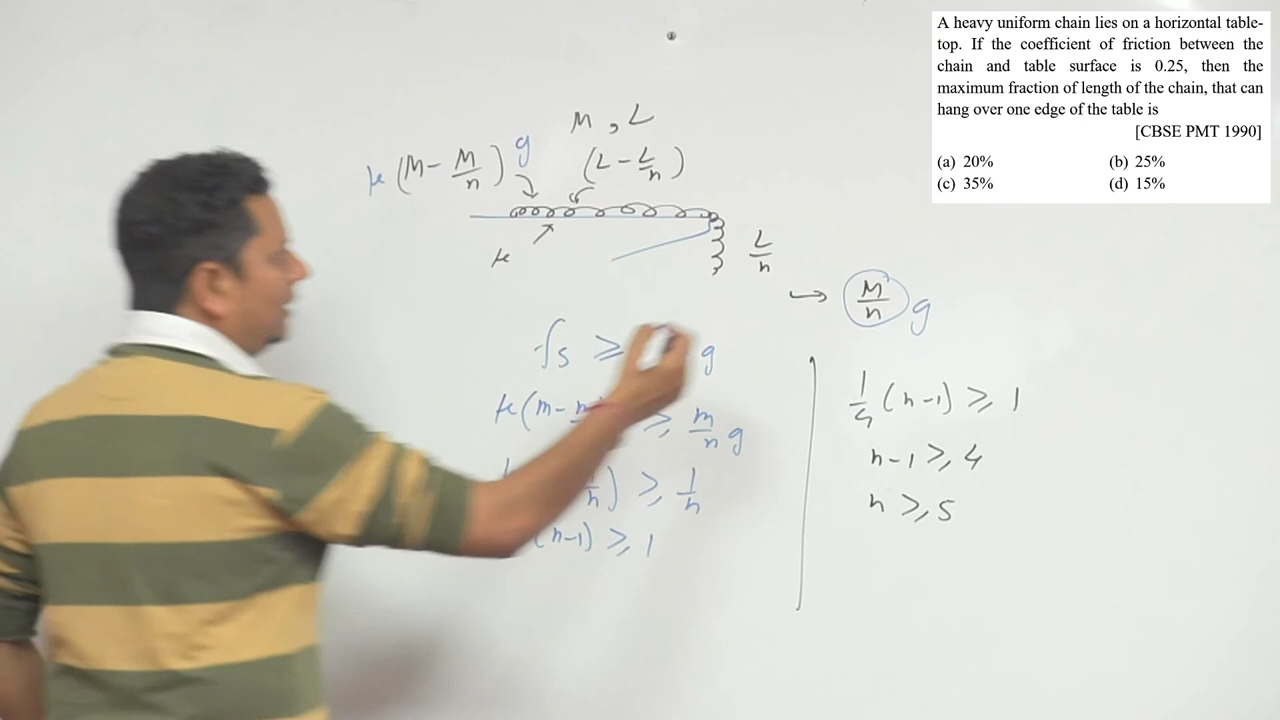 A heavy uniform chain lies on a horizontal table-
top. If the coefficient of friction between the
chain and table surface is 0.25, then the
maximum fraction of length of the chain, that can
hang over one edge of the table is
[CBSE PMT 1990]
(a) 20% (b) 25%
(c) 35% (d) 15%
M, L
μ(M-M/n)g (L-L/n)
μ
L/n
→ M/n g
fs ≥ g
μ(m- ≥ m/n g
/n) ≥ 1/n
(n-1) ≥ 1
1/4 (n-1) ≥ 1
n-1 ≥ 4
n ≥ 5